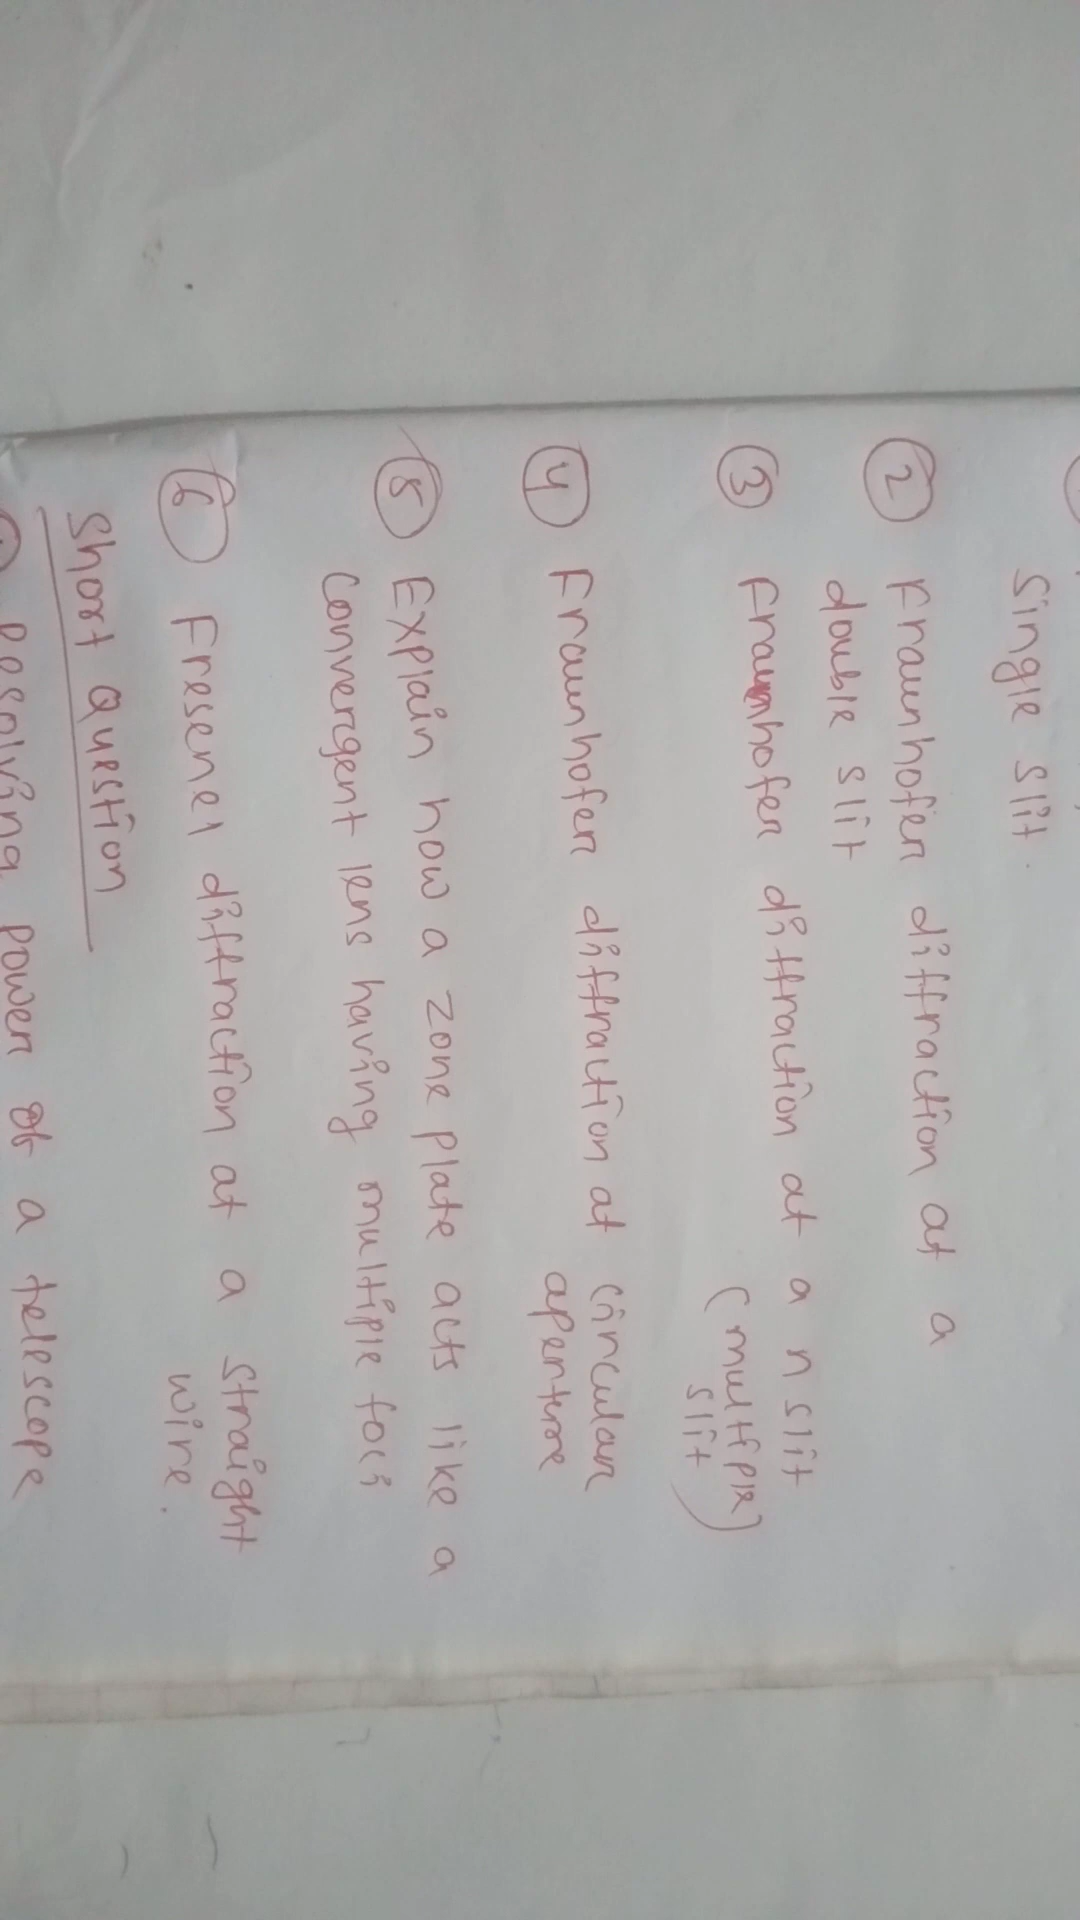 Single slit.
② Fraunhofer diffraction at a
double slit
③ Fraunhofer diffraction at a n slit
(multiple
slit)
④ Fraunhofer diffraction at circular
aperture
⑤ Explain how a zone plate acts like a
Convergent lens having multiple foci
⑥ Fresenel diffraction at a straight
wire.
Short Question
Resolving power of a telescope